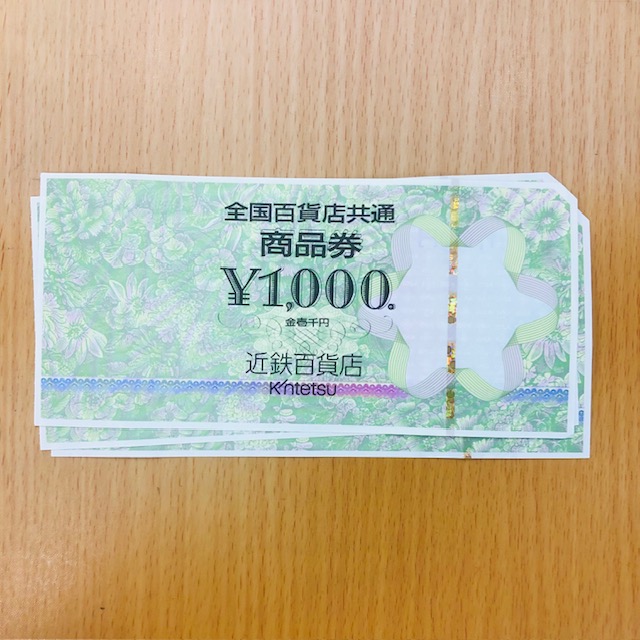 全国百貨店共通
商品券
¥1,000.
金壱千円
近鉄百貨店
Kintetsu